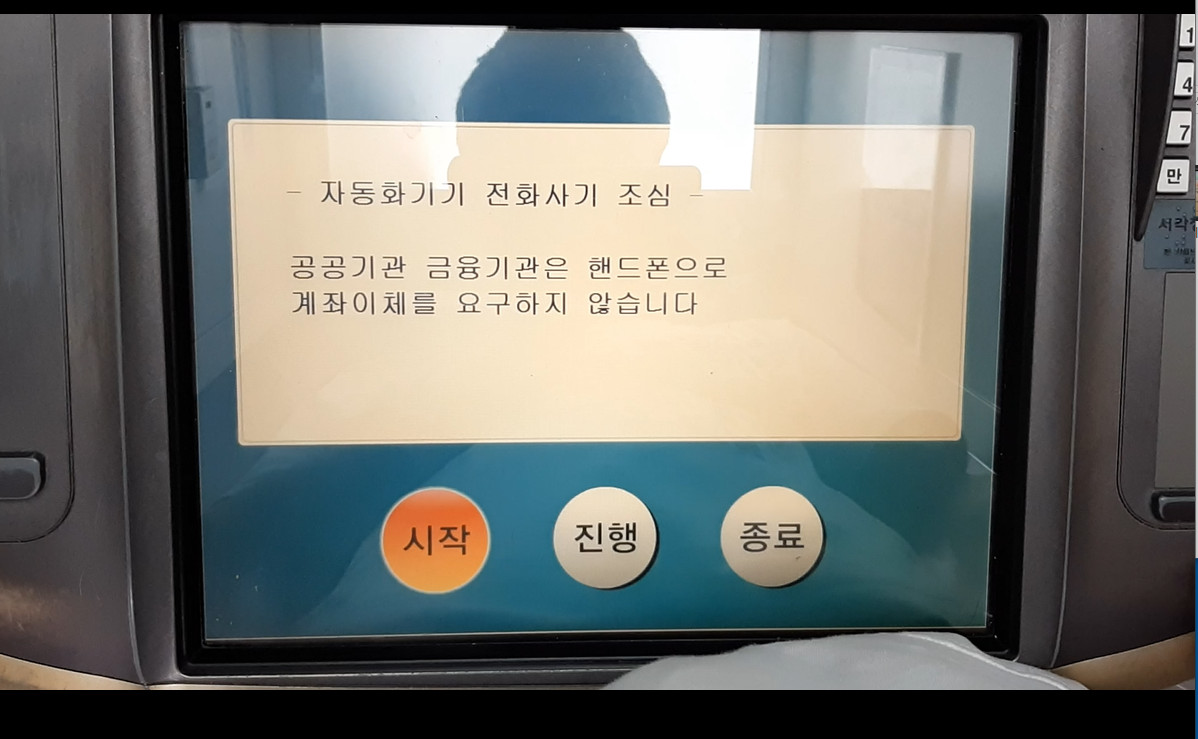 - 자동화기기 전화사기 조심 -
공공기관 금융기관은 핸드폰으로
계좌이체를 요구하지 않습니다
시작 진행 종료
1
4
7
만